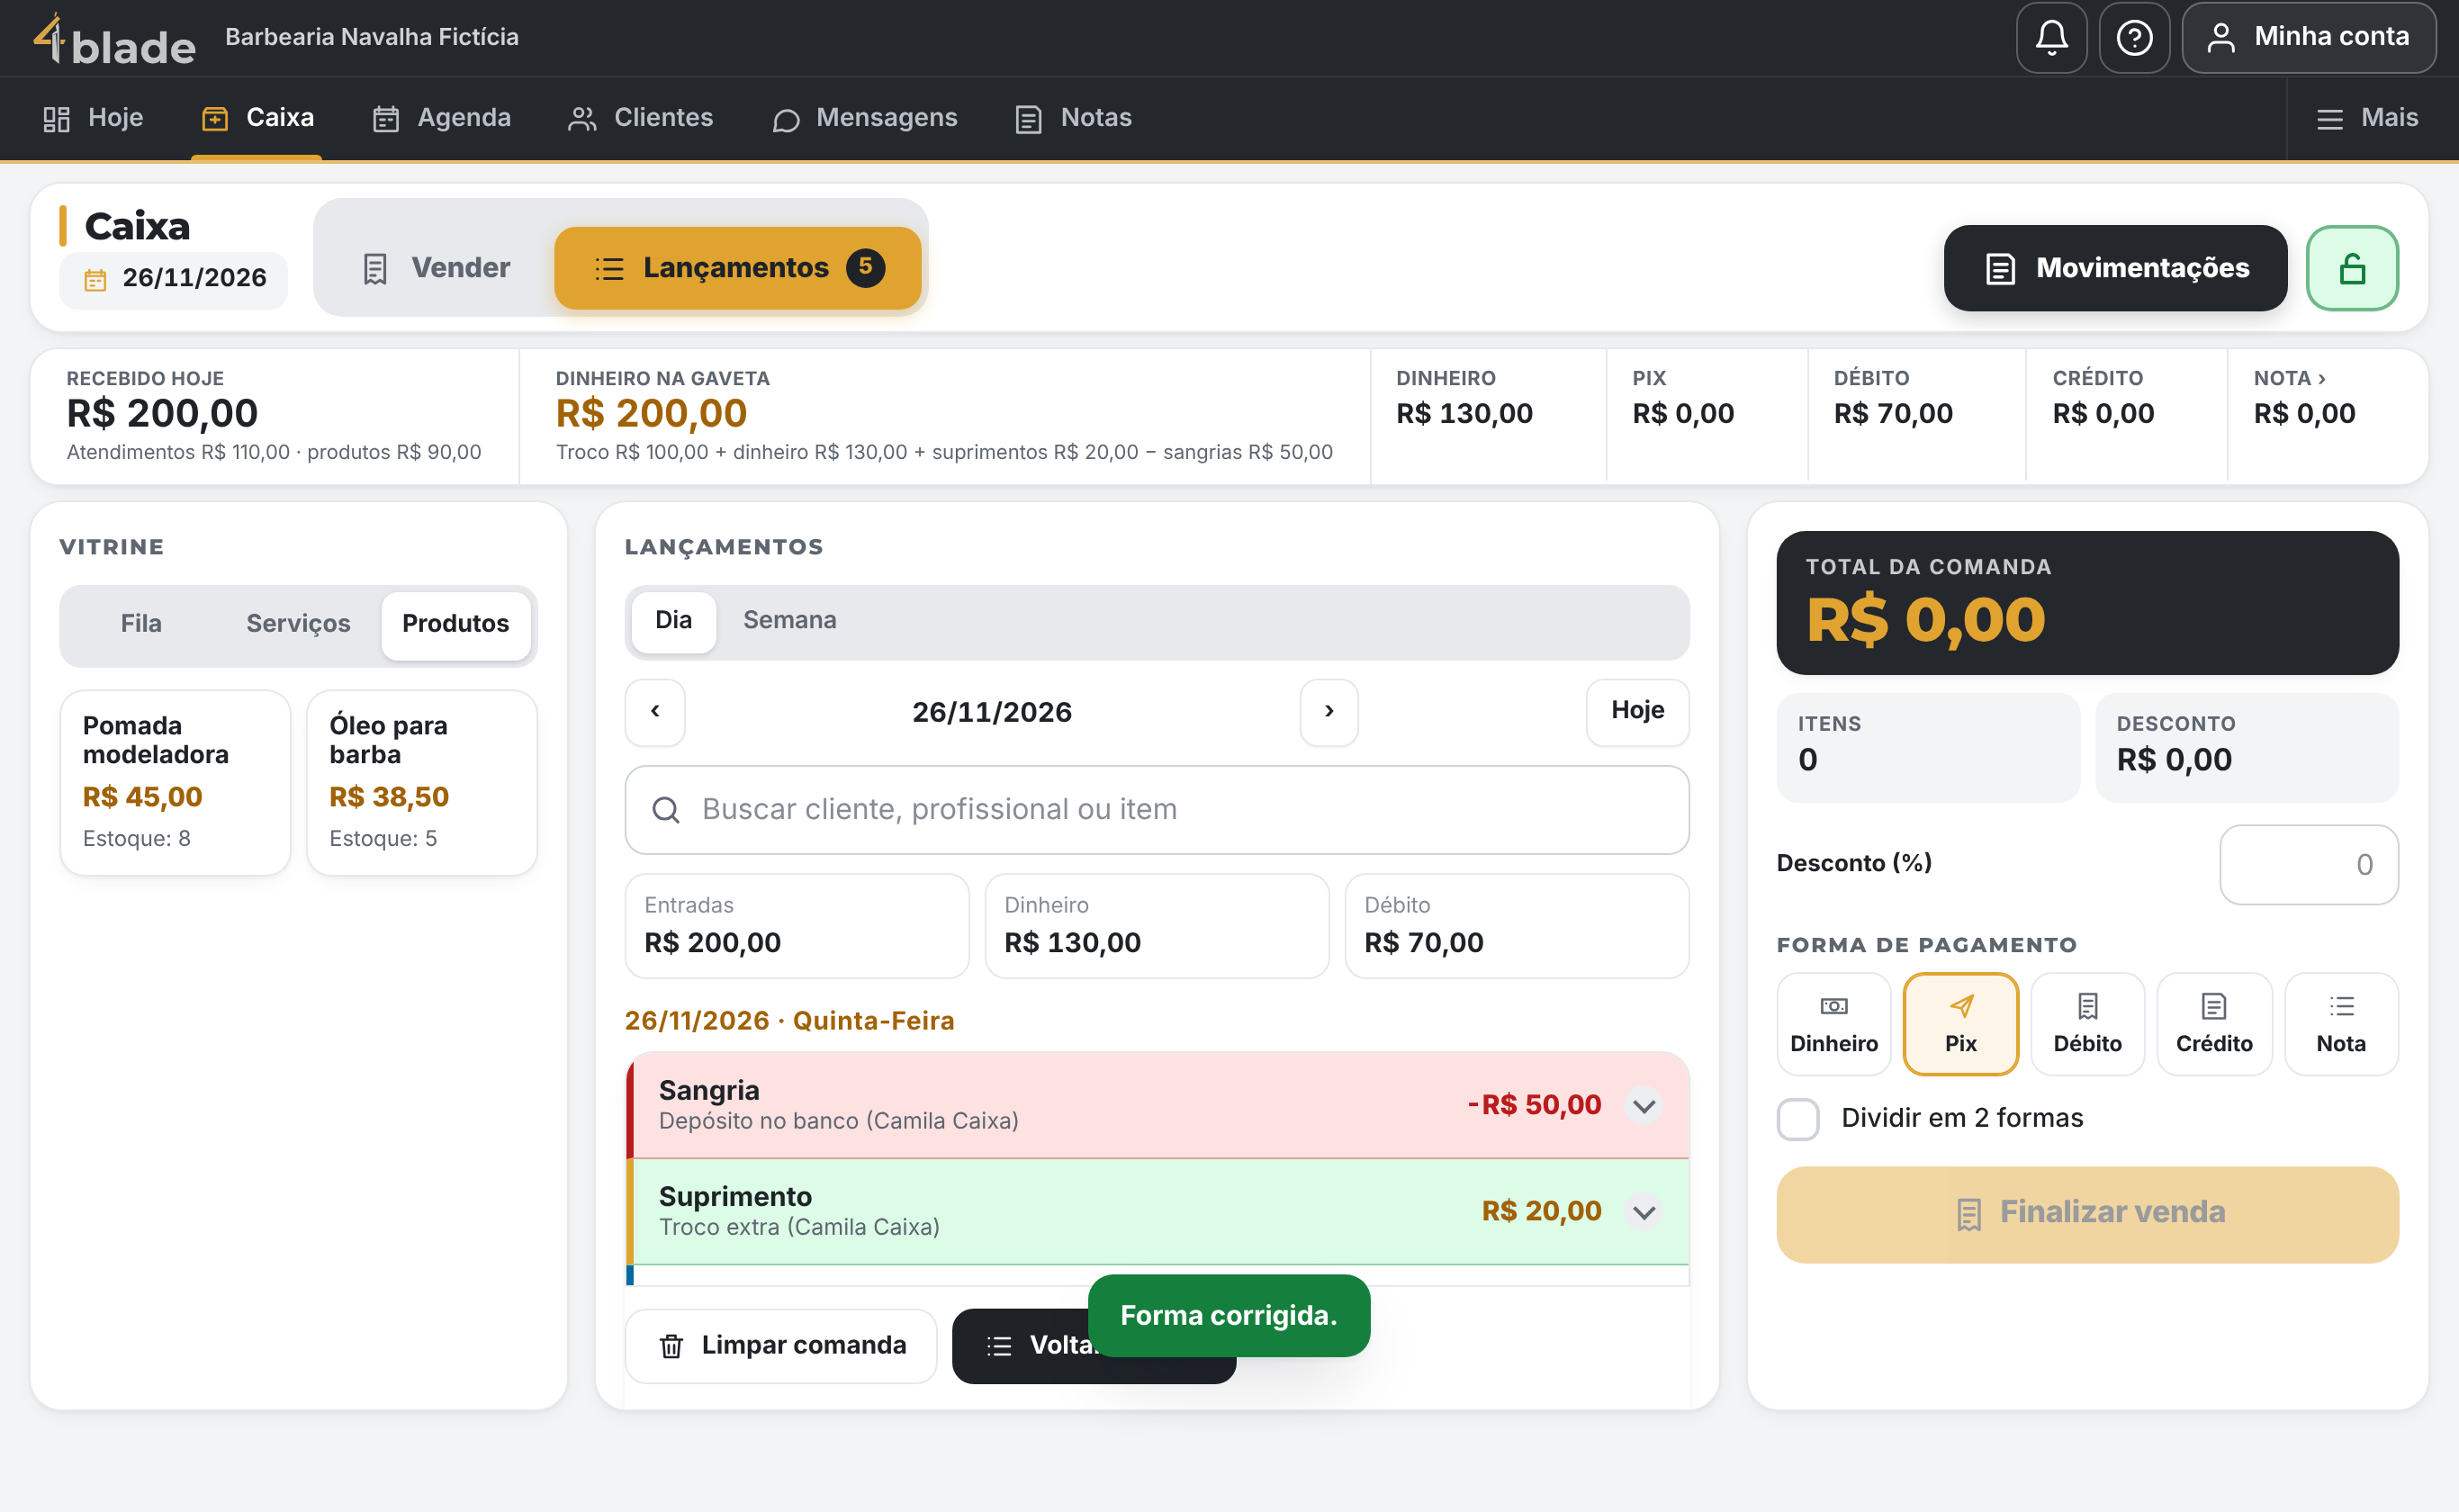 4blade
Barbearia Navalha Fictícia
Minha conta
Hoje
Caixa
Agenda
Clientes
Mensagens
Notas
Mais
Caixa
26/11/2026
Vender
Lançamentos 5
Movimentações
RECEBIDO HOJE
R$ 200,00
Atendimentos R$ 110,00 · produtos R$ 90,00
DINHEIRO NA GAVETA
R$ 200,00
Troco R$ 100,00 + dinheiro R$ 130,00 + suprimentos R$ 20,00 − sangrias R$ 50,00
DINHEIRO
R$ 130,00
PIX
R$ 0,00
DÉBITO
R$ 70,00
CRÉDITO
R$ 0,00
NOTA ›
R$ 0,00
VITRINE
Fila
Serviços
Produtos
Pomada
modeladora
R$ 45,00
Estoque: 8
Óleo para
barba
R$ 38,50
Estoque: 5
LANÇAMENTOS
Dia
Semana
‹
26/11/2026
›
Hoje
Buscar cliente, profissional ou item
Entradas
R$ 200,00
Dinheiro
R$ 130,00
Débito
R$ 70,00
26/11/2026 · Quinta-Feira
Sangria
Depósito no banco (Camila Caixa)
-R$ 50,00
Suprimento
Troco extra (Camila Caixa)
R$ 20,00
Limpar comanda
Forma corrigida.
TOTAL DA COMANDA
R$ 0,00
ITENS
0
DESCONTO
R$ 0,00
Desconto (%)
0
FORMA DE PAGAMENTO
Dinheiro
Pix
Débito
Crédito
Nota
Dividir em 2 formas
Finalizar venda